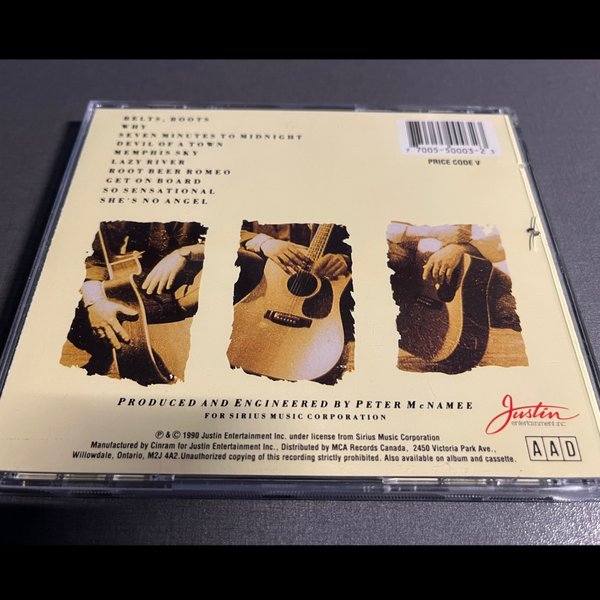 BELTS, BOOTS
WHY
SEVEN MINUTES TO MIDNIGHT
DEVIL OF A TOWN
MEMPHIS SKY
LAZY RIVER
ROOT BEER ROMEO
GET ON BOARD
SO SENSATIONAL
SHE'S NO ANGEL
7 7005-50003-2 3
PRICE CODE V
PRODUCED AND ENGINEERED BY PETER MCNAMEE
FOR SIRIUS MUSIC CORPORATION
Justin
entertainment inc
℗ & © 1990 Justin Entertainment Inc. under license from Sirius Music Corporation
Manufactured by Cinram for Justin Entertainment Inc., Distributed by MCA Records Canada, 2450 Victoria Park Ave.,
Willowdale, Ontario, M2J 4A2.Unauthorized copying of this recording strictly prohibited. Also available on album and cassette.
AAD